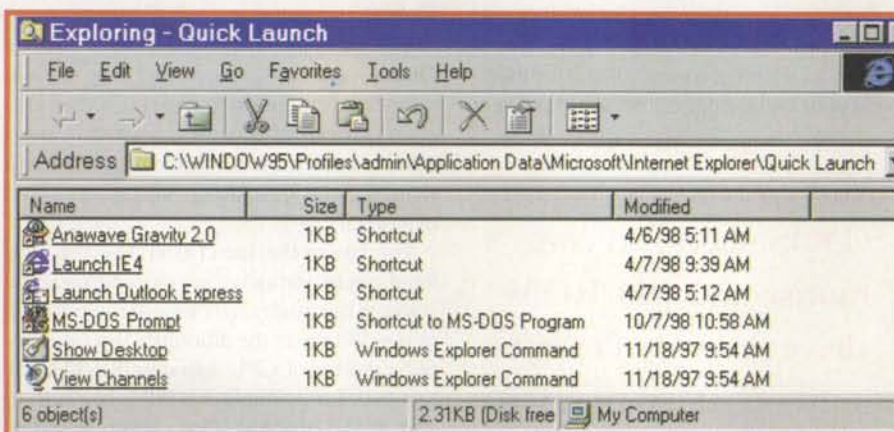 Exploring - Quick Launch
File Edit View Go Favorites Tools Help
Address C:\WINDOW95\Profiles\admin\Application Data\Microsoft\Internet Explorer\Quick Launch
Name Size Type Modified
Anawave Gravity 2.0 1KB Shortcut 4/6/98 5:11 AM
Launch IE4 1KB Shortcut 4/7/98 9:39 AM
Launch Outlook Express 1KB Shortcut 4/7/98 5:12 AM
MS-DOS Prompt 1KB Shortcut to MS-DOS Program 10/7/98 10:58 AM
Show Desktop 1KB Windows Explorer Command 11/18/97 9:54 AM
View Channels 1KB Windows Explorer Command 11/18/97 9:54 AM
6 object(s) 2.31KB (Disk free My Computer